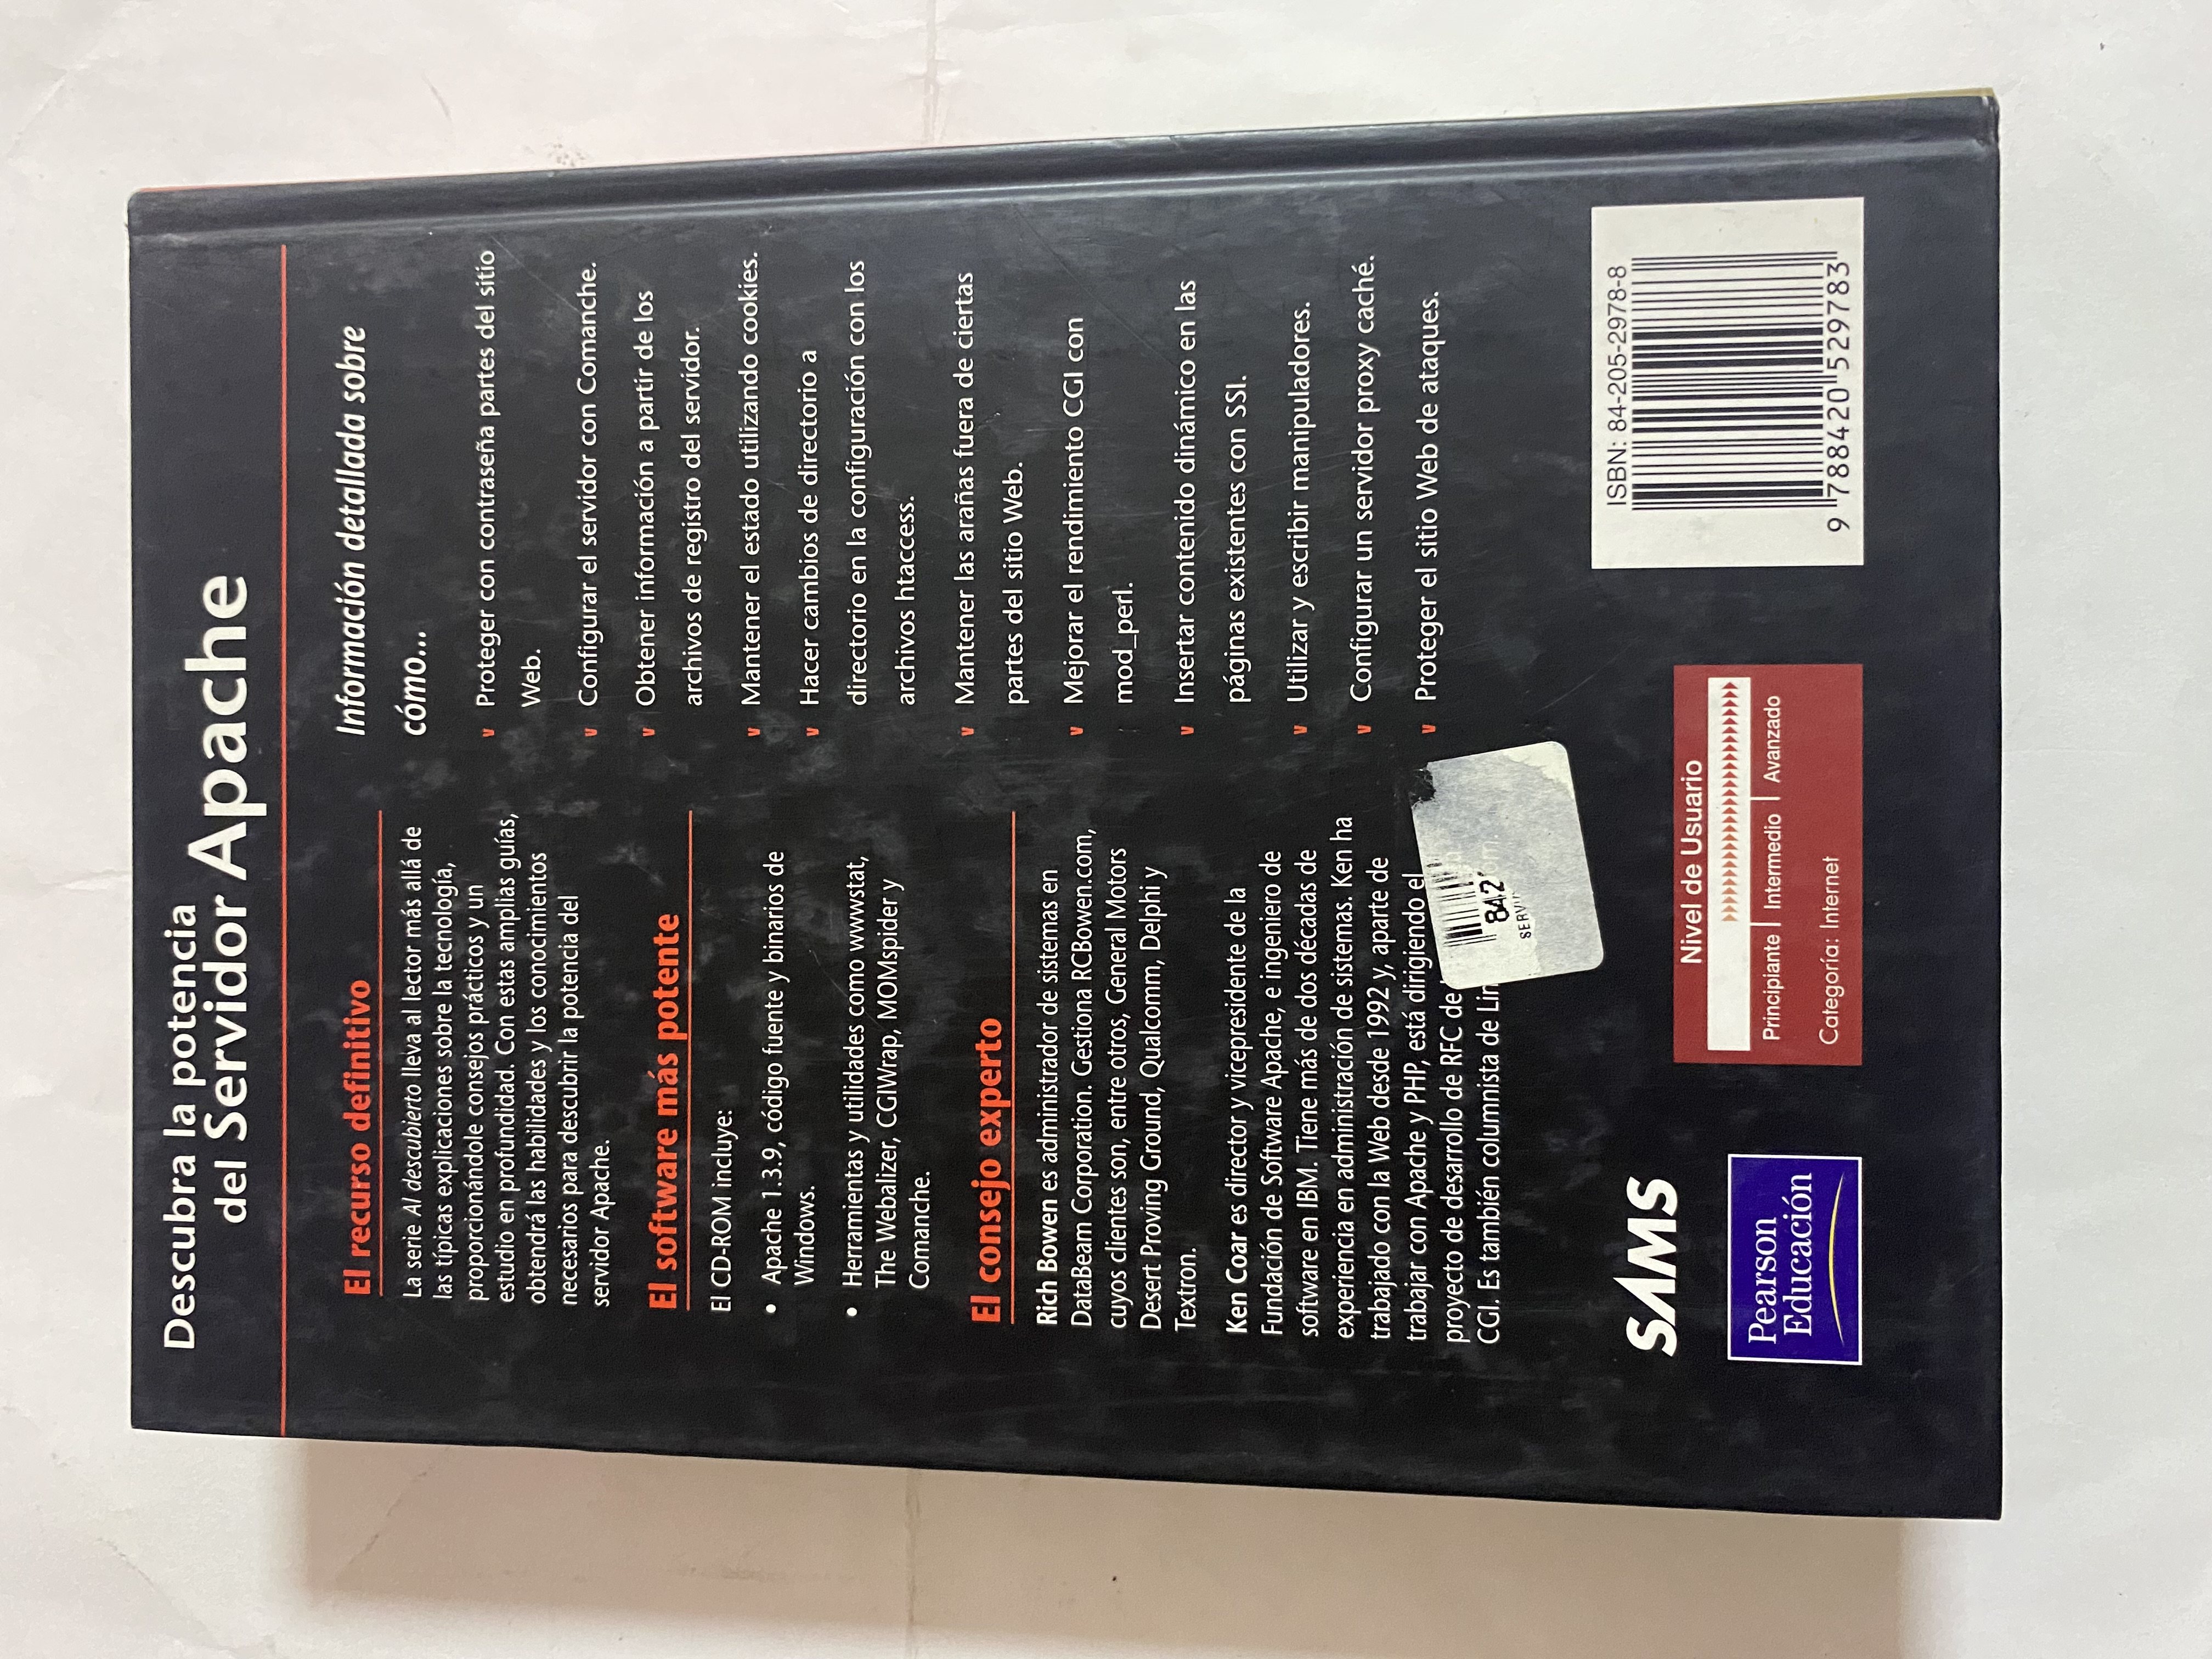 Descubra la potencia
del Servidor Apache
El recurso definitivo
La serie Al descubierto lleva al lector más allá de
las típicas explicaciones sobre la tecnología,
proporcionándole consejos prácticos y un
estudio en profundidad. Con estas amplias guías,
obtendrá las habilidades y los conocimientos
necesarios para descubrir la potencia del
servidor Apache.
El software más potente
El CD-ROM incluye:
• Apache 1.3.9, código fuente y binarios de
Windows.
• Herramientas y utilidades como wwwstat,
The Webalizer, CGIWrap, MOMspider y
Comanche.
El consejo experto
Rich Bowen es administrador de sistemas en
DataBeam Corporation. Gestiona RCBowen.com,
cuyos clientes son, entre otros, General Motors
Desert Proving Ground, Qualcomm, Delphi y
Textron.
Ken Coar es director y vicepresidente de la
Fundación de Software Apache, e ingeniero de
software en IBM. Tiene más de dos décadas de
experiencia en administración de sistemas. Ken ha
trabajado con la Web desde 1992 y, aparte de
trabajar con Apache y PHP, está dirigiendo el
proyecto de desarrollo de RFC de
CGI. Es también columnista de
842
Información detallada sobre
cómo...
Proteger con contraseña partes del sitio
Web.
Configurar el servidor con Comanche.
Obtener información a partir de los
archivos de registro del servidor.
Mantener el estado utilizando cookies.
Hacer cambios de directorio a
directorio en la configuración con los
archivos htaccess.
Mantener las arañas fuera de ciertas
partes del sitio Web.
Mejorar el rendimiento CGI con
mod_perl.
Insertar contenido dinámico en las
páginas existentes con SSI.
Utilizar y escribir manipuladores.
Configurar un servidor proxy caché.
Proteger el sitio Web de ataques.
SAMS
Pearson
Educación
Nivel de Usuario
Principiante Intermedio Avanzado
Categoría: Internet
ISBN: 84-205-2978-8
9 788420 529783